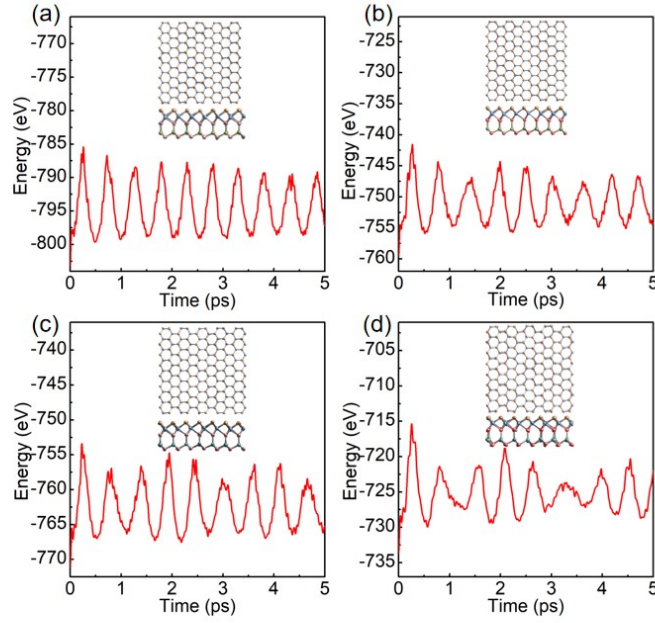 (a)
Energy (eV)
-770
-775
-780
-785
-790
-795
-800
0 1 2 3 4 5
Time (ps)
(b)
Energy (eV)
-725
-730
-735
-740
-745
-750
-755
-760
0 1 2 3 4 5
Time (ps)
(c)
Energy (eV)
-740
-745
-750
-755
-760
-765
-770
0 1 2 3 4 5
Time (ps)
(d)
Energy (eV)
-705
-710
-715
-720
-725
-730
-735
0 1 2 3 4 5
Time (ps)